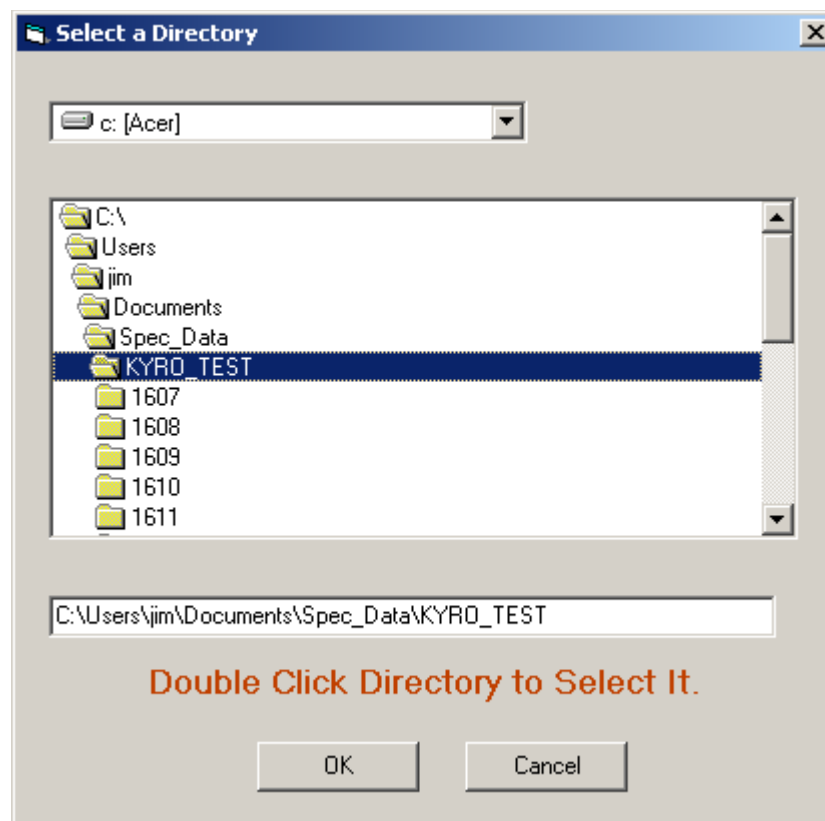 Select a Directory
c: [Acer]
C:\
Users
jim
Documents
Spec_Data
KYRO_TEST
1607
1608
1609
1610
1611
C:\Users\jim\Documents\Spec_Data\KYRO_TEST
Double Click Directory to Select It.
OK Cancel